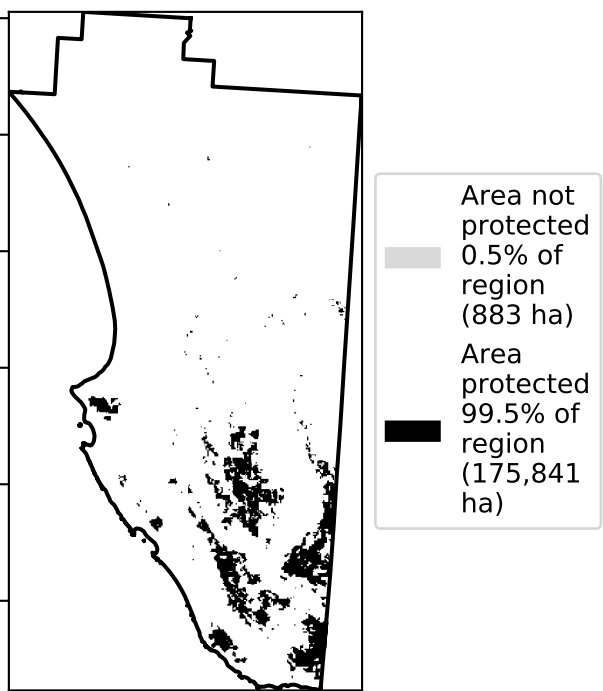 Area not
protected
0.5% of
region
(883 ha)
Area
protected
99.5% of
region
(175,841
ha)